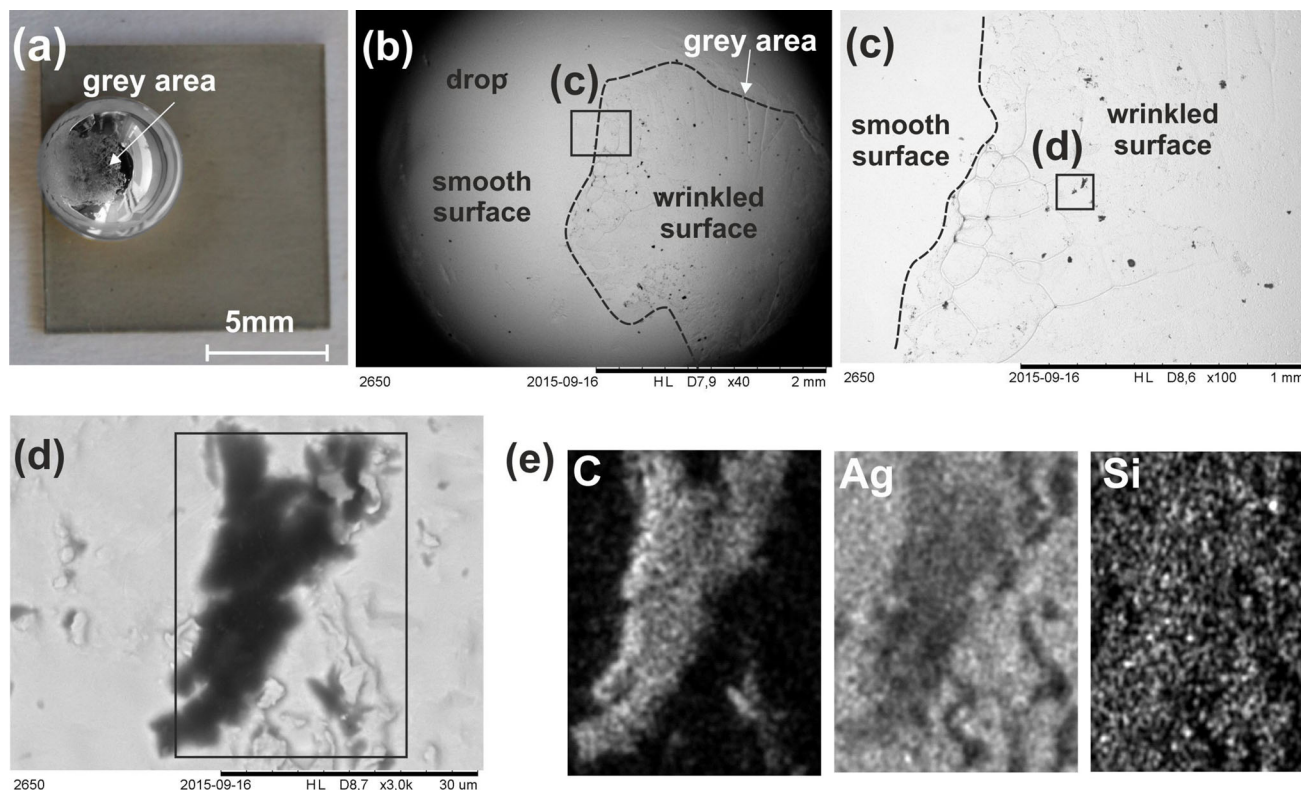 (a)
grey area
5mm
(b)
drop
(c)
grey area
smooth
surface
wrinkled
surface
2650 2015-09-16 HL D7,9 x40 2 mm
(c)
smooth
surface
wrinkled
surface
(d)
2650 2015-09-16 HL D8,6 x100 1 mm
(d)
2650 2015-09-16 HL D8.7 x3.0k 30 um
(e)
C
Ag
Si